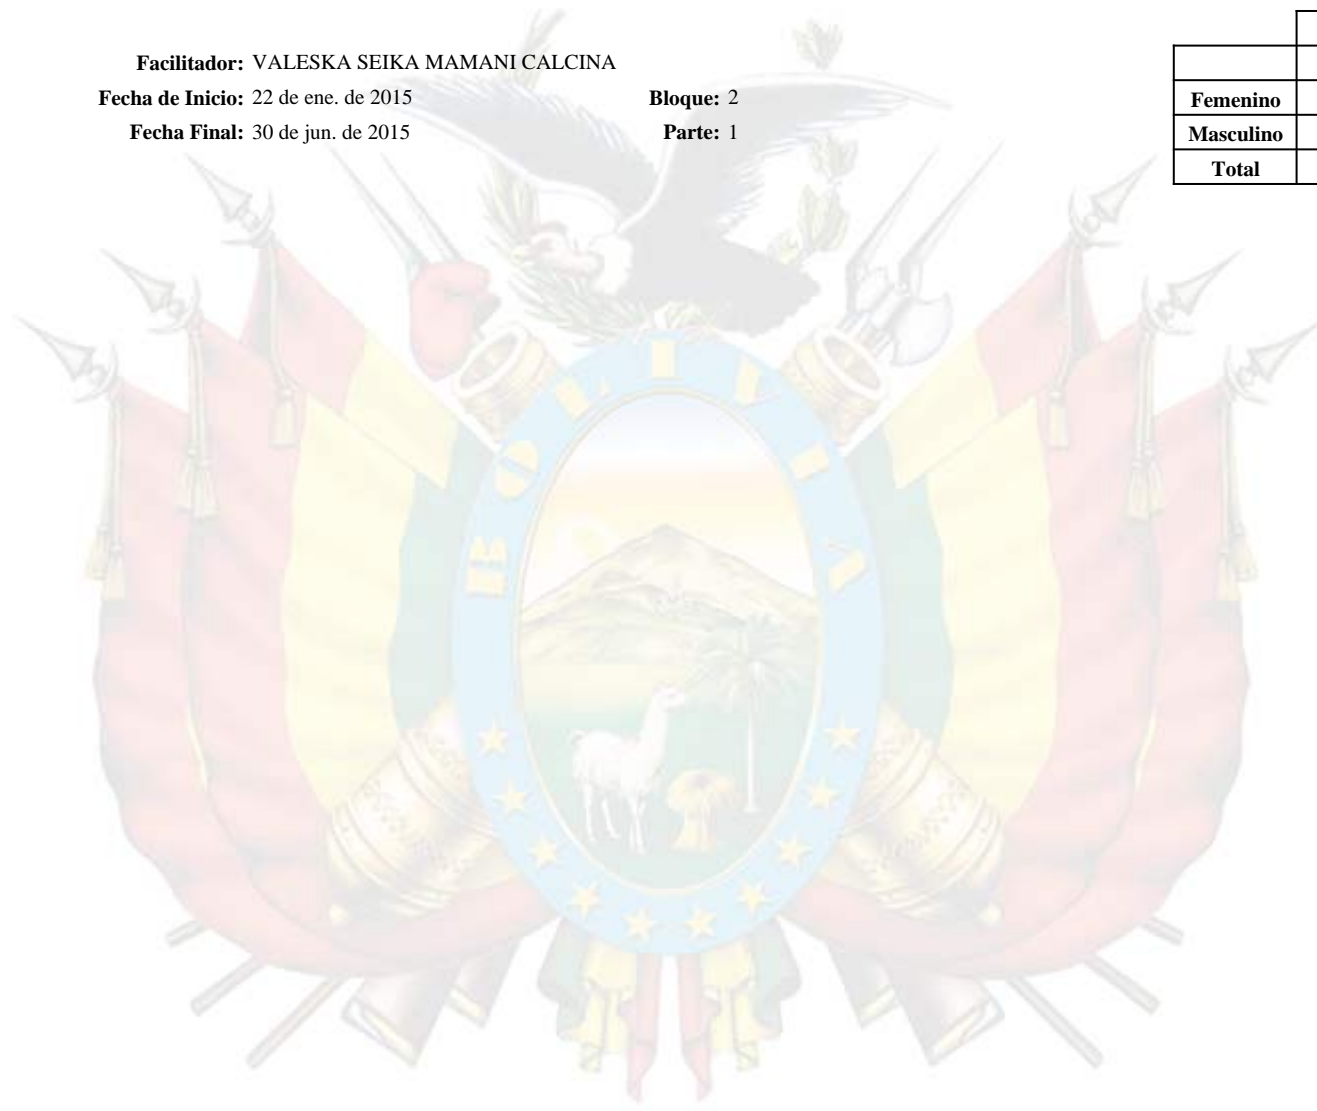 Facilitador: VALESKA SEIKA MAMANI CALCINA
Fecha de Inicio: 22 de ene. de 2015 Bloque: 2
Fecha Final: 30 de jun. de 2015 Parte: 1
Femenino
Masculino
Total
BOLIVIA